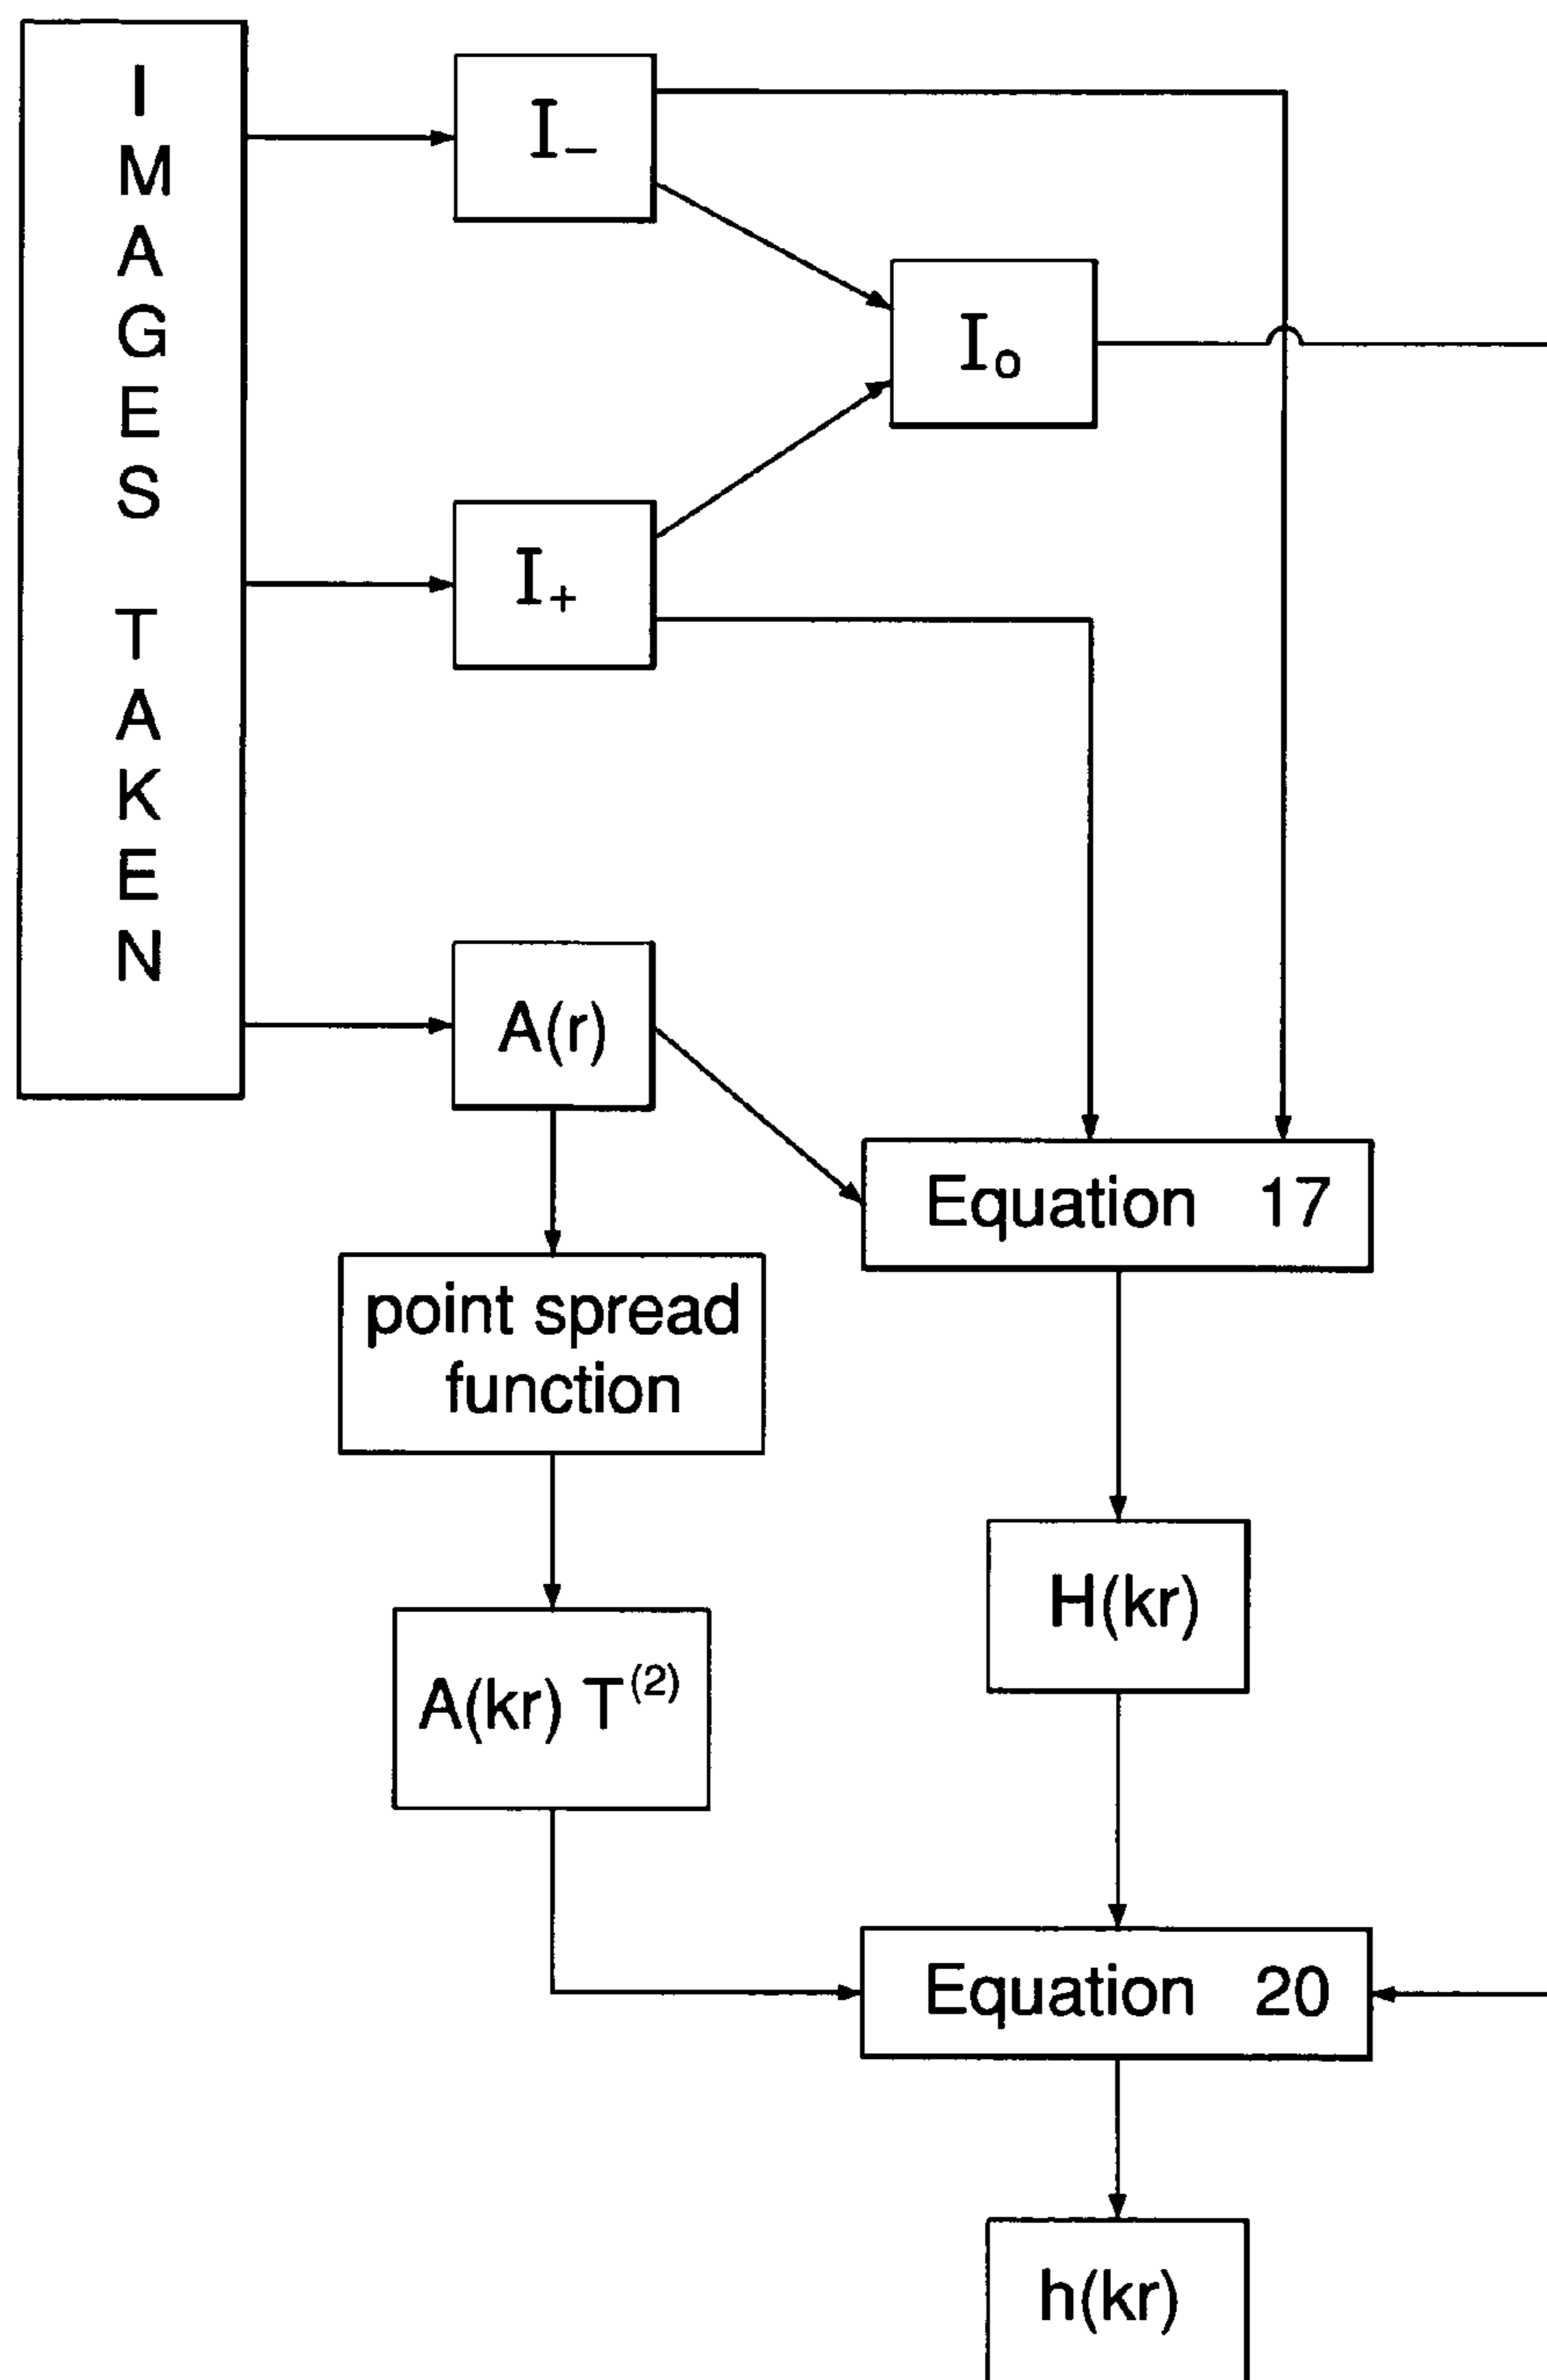 IMAGES TAKEN
I₋
I₀
I₊
A(r)
Equation 17
point spread
function
H(kr)
A(kr) T⁽²⁾
Equation 20
h(kr)